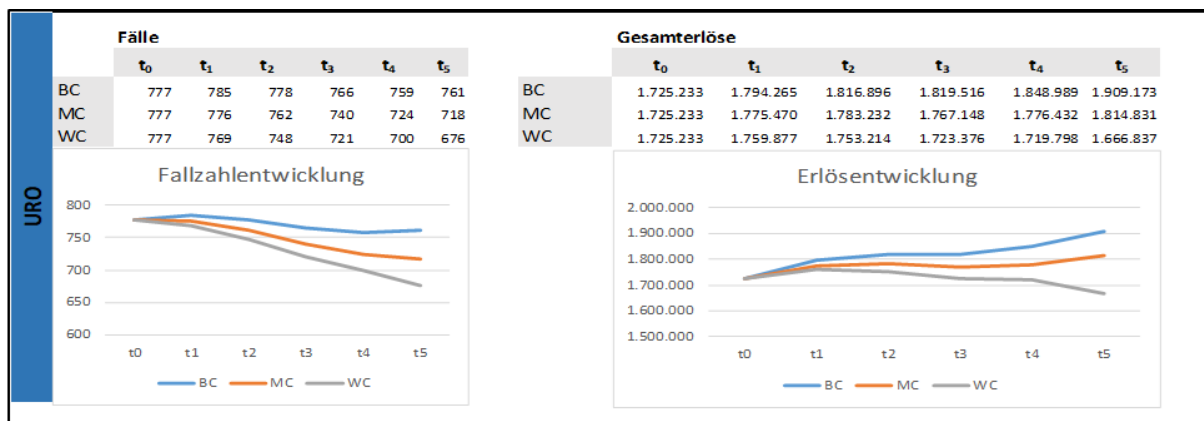 URO
Fälle
t₀ t₁ t₂ t₃ t₄ t₅
BC 777 785 778 766 759 761
MC 777 776 762 740 724 718
WC 777 769 748 721 700 676
Fallzahlentwicklung
800
750
700
650
600
t0 t1 t2 t3 t4 t5
BC MC WC
Gesamterlöse
t₀ t₁ t₂ t₃ t₄ t₅
BC 1.725.233 1.794.265 1.816.896 1.819.516 1.848.989 1.909.173
MC 1.725.233 1.775.470 1.783.232 1.767.148 1.776.432 1.814.831
WC 1.725.233 1.759.877 1.753.214 1.723.376 1.719.798 1.666.837
Erlösentwicklung
2.000.000
1.900.000
1.800.000
1.700.000
1.600.000
1.500.000
t0 t1 t2 t3 t4 t5
BC MC WC